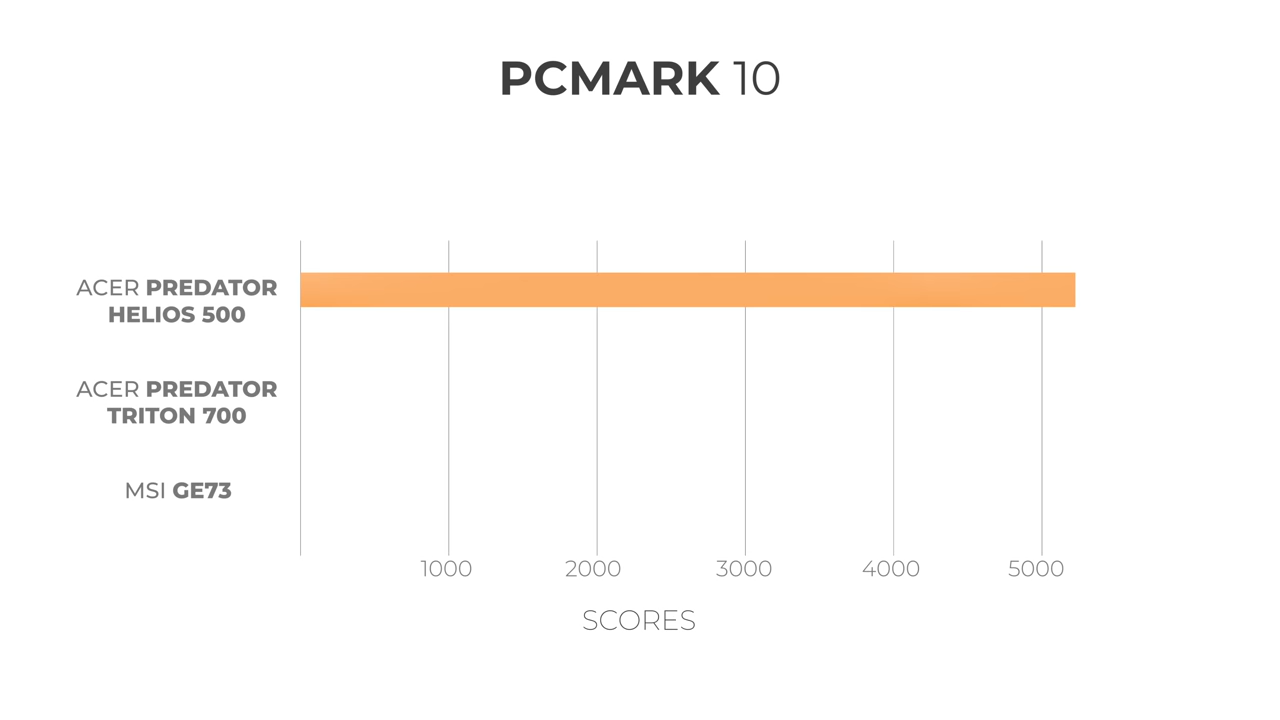 PCMARK 10
ACER PREDATOR
HELIOS 500
ACER PREDATOR
TRITON 700
MSI GE73
1000 2000 3000 4000 5000
SCORES